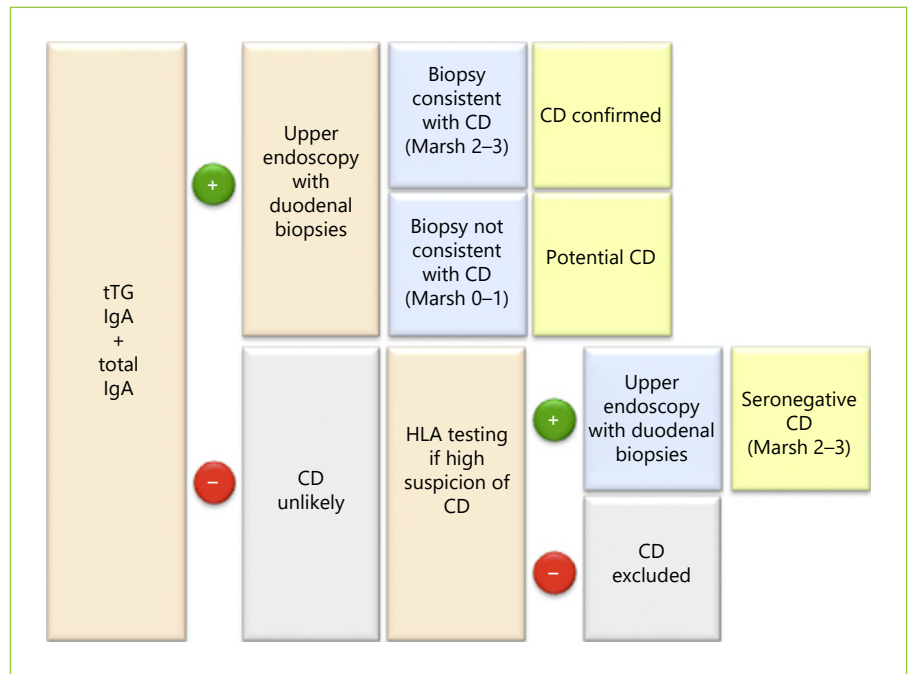 tTG
IgA
+
total
IgA
+
Upper
endoscopy
with
duodenal
biopsies
Biopsy
consistent
with CD
(Marsh 2–3)
CD confirmed
Biopsy not
consistent
with CD
(Marsh 0–1)
Potential CD
–
CD
unlikely
HLA testing
if high
suspicion of
CD
+
Upper
endoscopy
with duodenal
biopsies
Seronegative
CD
(Marsh 2–3)
–
CD
excluded